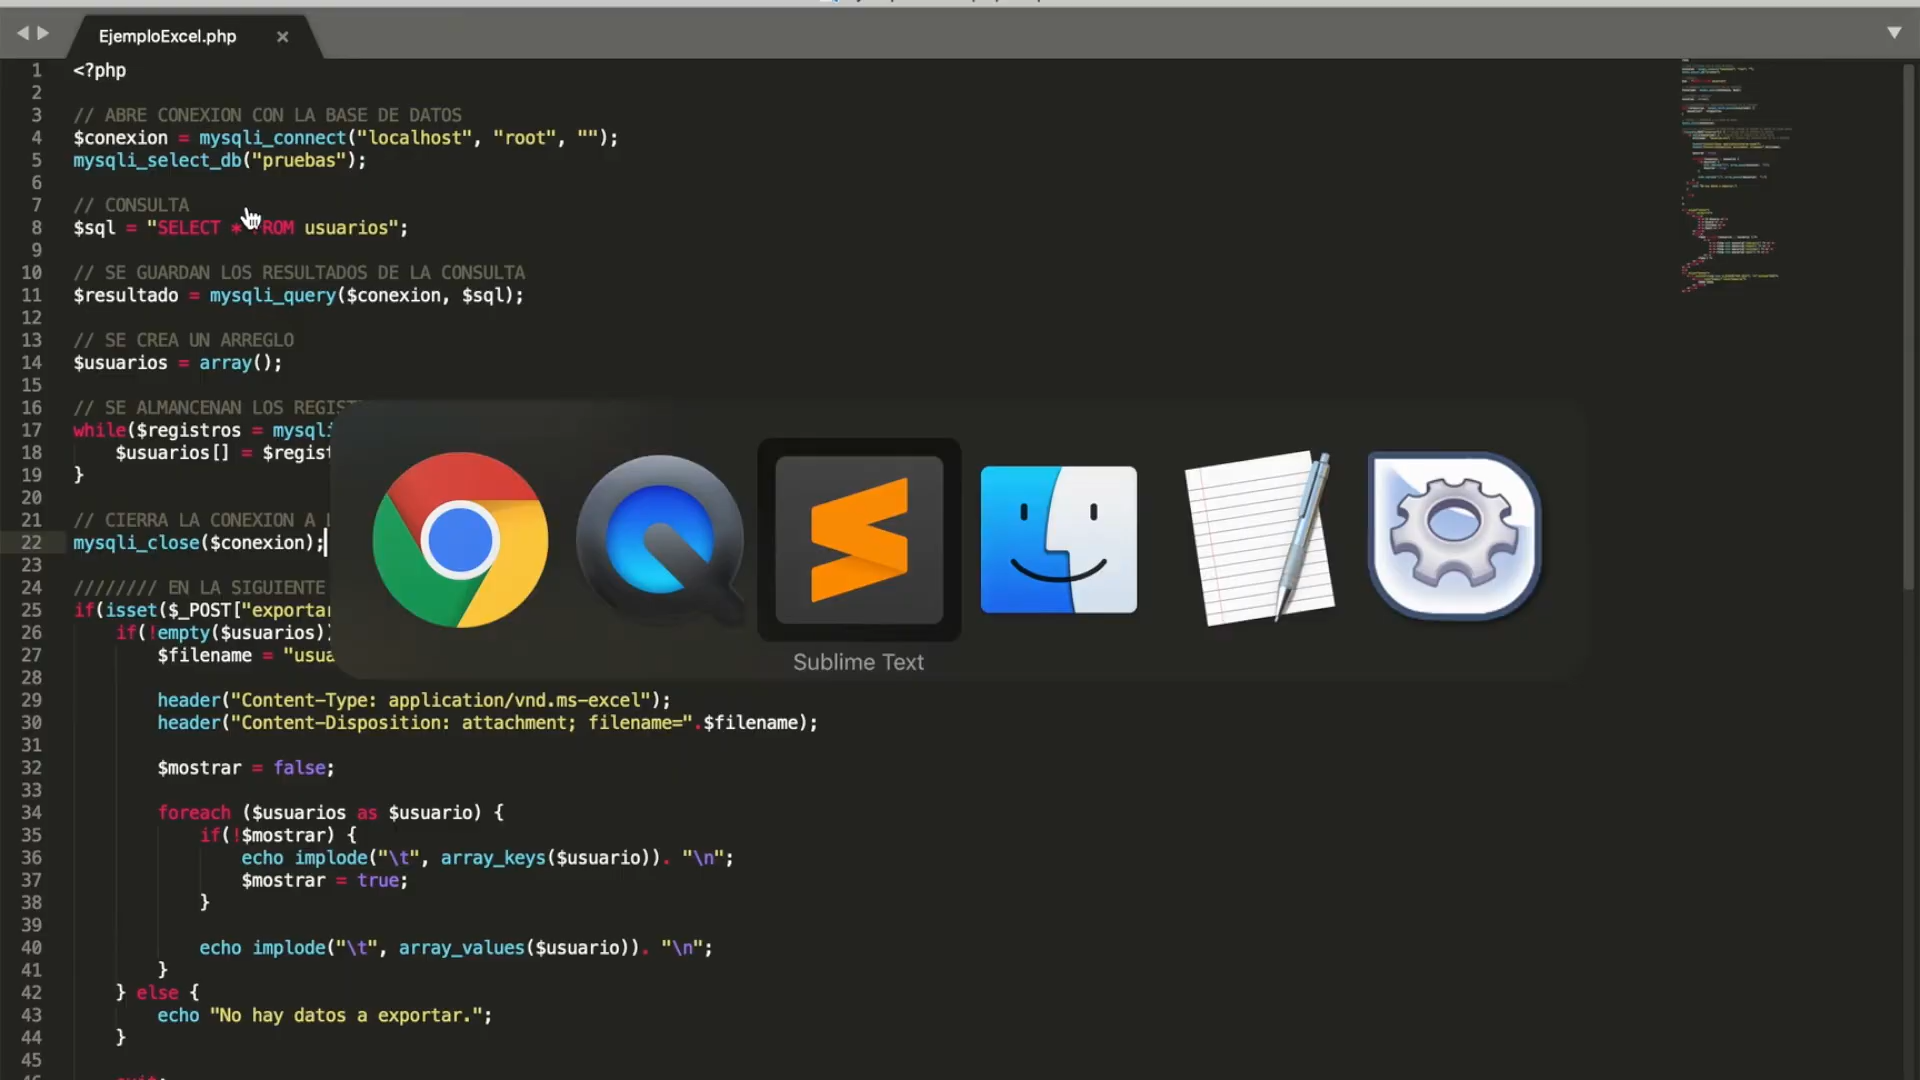 EjemploExcel.php
1 <?php
2
3 // ABRE CONEXION CON LA BASE DE DATOS
4 $conexion = mysqli_connect("localhost", "root", "");
5 mysqli_select_db("pruebas");
6
7 // CONSULTA
8 $sql = "SELECT * ROM usuarios";
9
10 // SE GUARDAN LOS RESULTADOS DE LA CONSULTA
11 $resultado = mysqli_query($conexion, $sql);
12
13 // SE CREA UN ARREGLO
14 $usuarios = array();
15
16 // SE ALMANCENAN LOS REGIST
17 while($registros = mysqli
18 $usuarios[] = $regist
19 }
20
21 // CIERRA LA CONEXION A L
22 mysqli_close($conexion);
23
24 //////// EN LA SIGUIENTE
25 if(isset($_POST["exportar
26 if(!empty($usuarios))
27 $filename = "usua
28
29 header("Content-Type: application/vnd.ms-excel");
30 header("Content-Disposition: attachment; filename=".$filename);
31
32 $mostrar = false;
33
34 foreach ($usuarios as $usuario) {
35 if(!$mostrar) {
36 echo implode("\t", array_keys($usuario)). "\n";
37 $mostrar = true;
38 }
39
40 echo implode("\t", array_values($usuario)). "\n";
41 }
42 } else {
43 echo "No hay datos a exportar.";
44 }
45
Sublime Text